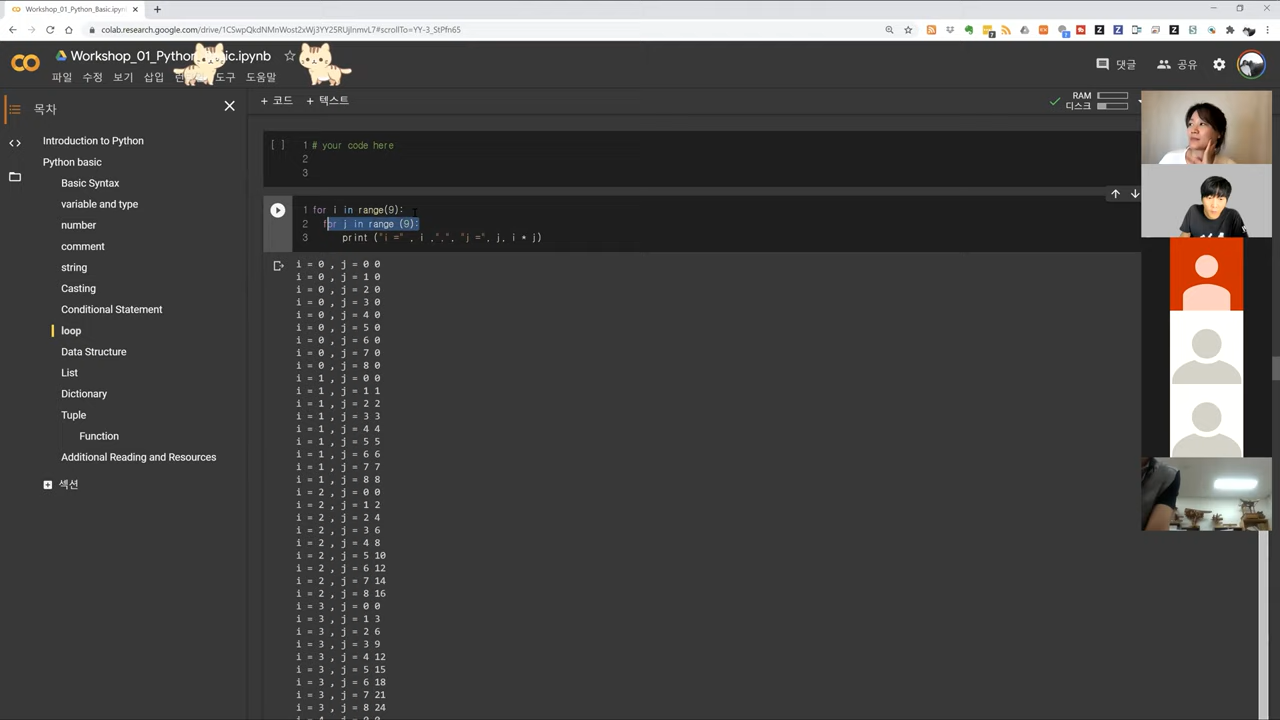 Workshop_01_Python_Basic.ipynb
colab.research.google.com/drive/1CSwpQkdNMnWost2xWj3YY25RUjlnmvL7#scrollTo=YY-3_StPfn65
Workshop_01_Pyth Basic.ipynb
파일 수정 보기 삽입 도구 도움말
댓글 공유
+ 코드 + 텍스트
RAM
디스크
목차
Introduction to Python
Python basic
Basic Syntax
variable and type
number
comment
string
Casting
Conditional Statement
loop
Data Structure
List
Dictionary
Tuple
Function
Additional Reading and Resources
섹션
[ ] 1 # your code here
2
3
1 for i in range(9):
2 for j in range (9):
3 print ("i =" , i ,",", "j =", j, i * j)
i = 0 , j = 0 0
i = 0 , j = 1 0
i = 0 , j = 2 0
i = 0 , j = 3 0
i = 0 , j = 4 0
i = 0 , j = 5 0
i = 0 , j = 6 0
i = 0 , j = 7 0
i = 0 , j = 8 0
i = 1 , j = 0 0
i = 1 , j = 1 1
i = 1 , j = 2 2
i = 1 , j = 3 3
i = 1 , j = 4 4
i = 1 , j = 5 5
i = 1 , j = 6 6
i = 1 , j = 7 7
i = 1 , j = 8 8
i = 2 , j = 0 0
i = 2 , j = 1 2
i = 2 , j = 2 4
i = 2 , j = 3 6
i = 2 , j = 4 8
i = 2 , j = 5 10
i = 2 , j = 6 12
i = 2 , j = 7 14
i = 2 , j = 8 16
i = 3 , j = 0 0
i = 3 , j = 1 3
i = 3 , j = 2 6
i = 3 , j = 3 9
i = 3 , j = 4 12
i = 3 , j = 5 15
i = 3 , j = 6 18
i = 3 , j = 7 21
i = 3 , j = 8 24